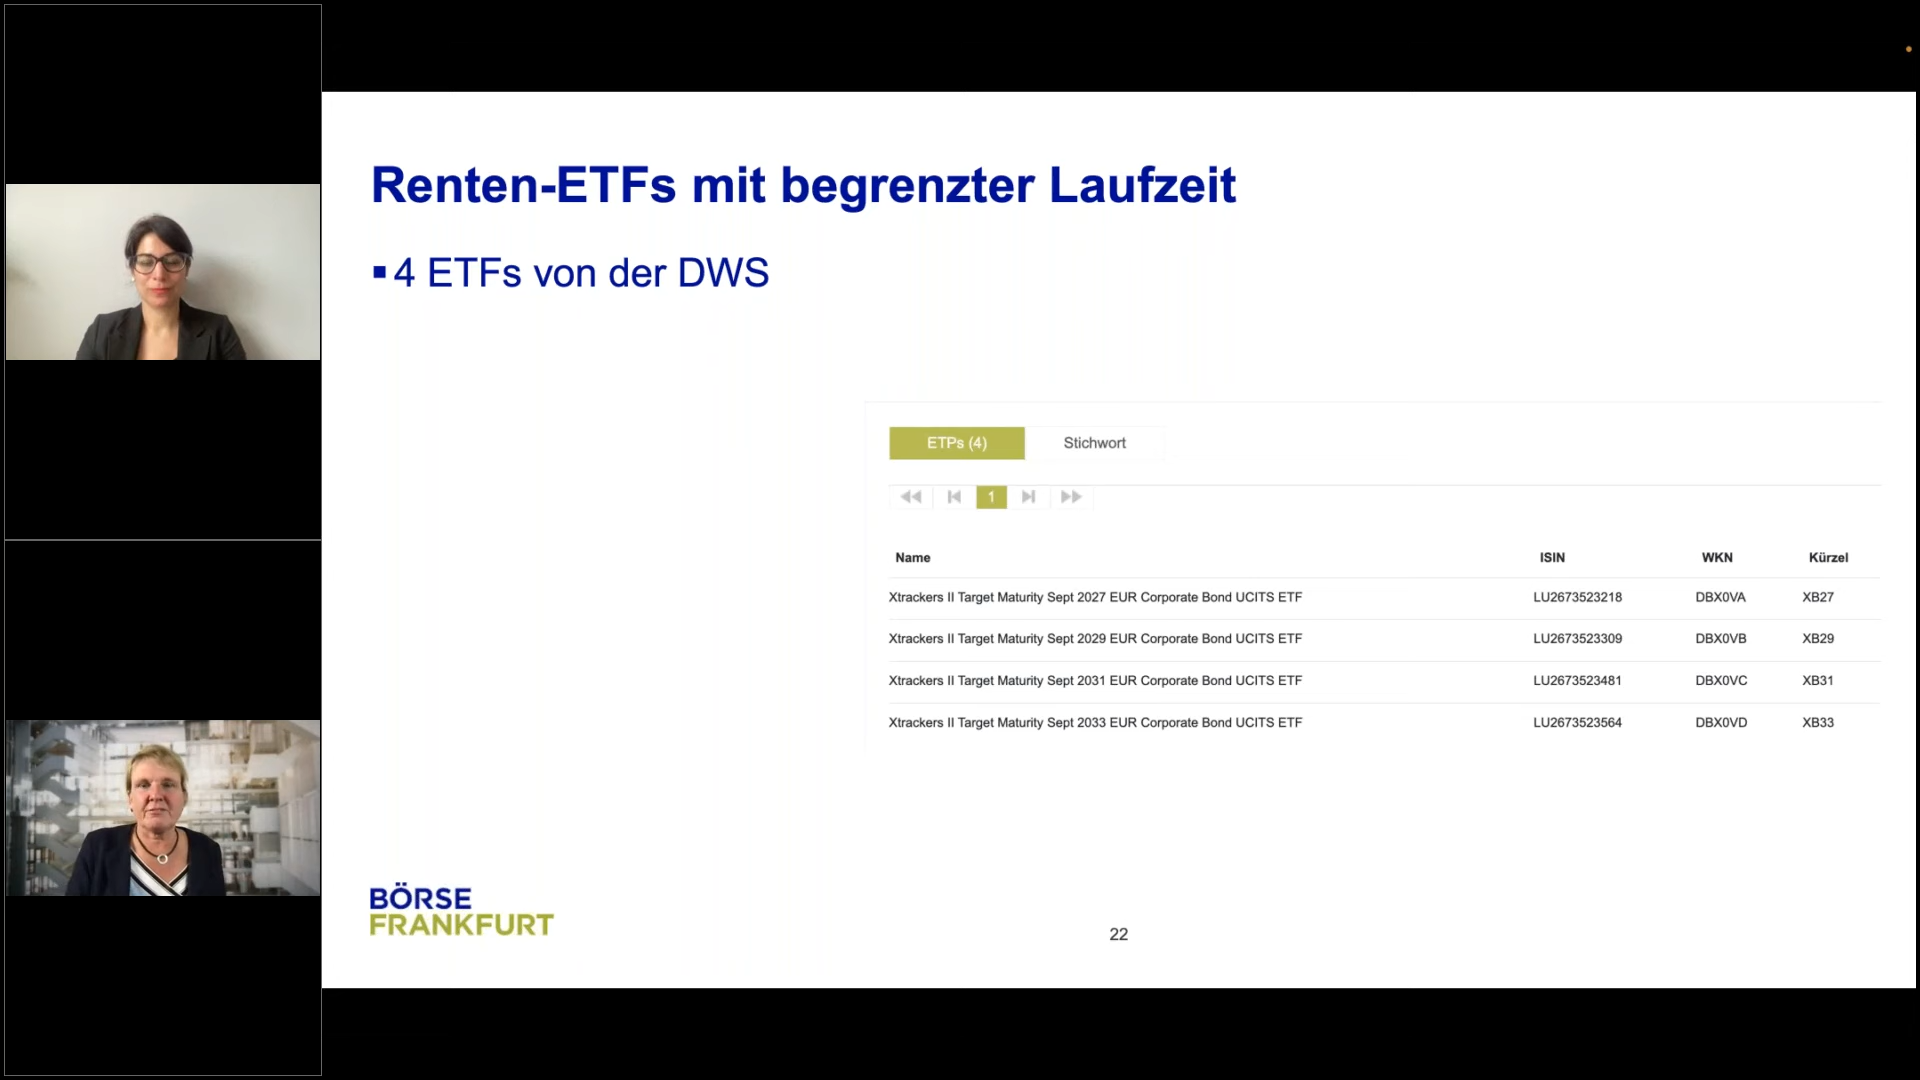 Renten-ETFs mit begrenzter Laufzeit
4 ETFs von der DWS
ETPs (4) Stichwort
1
Name ISIN WKN Kürzel
Xtrackers II Target Maturity Sept 2027 EUR Corporate Bond UCITS ETF LU2673523218 DBX0VA XB27
Xtrackers II Target Maturity Sept 2029 EUR Corporate Bond UCITS ETF LU2673523309 DBX0VB XB29
Xtrackers II Target Maturity Sept 2031 EUR Corporate Bond UCITS ETF LU2673523481 DBX0VC XB31
Xtrackers II Target Maturity Sept 2033 EUR Corporate Bond UCITS ETF LU2673523564 DBX0VD XB33
BÖRSE
FRANKFURT
22